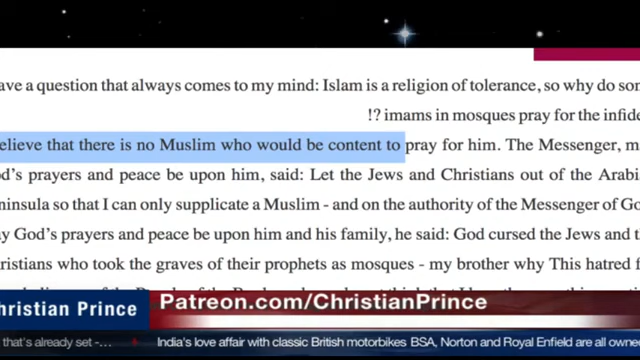 ave a question that always comes to my mind: Islam is a religion of tolerance, so why do som
?! imams in mosques pray for the infide
elieve that there is no Muslim who would be content to pray for him. The Messenger, ma
d's prayers and peace be upon him, said: Let the Jews and Christians out of the Arabia
ninsula so that I can only supplicate a Muslim - and on the authority of the Messenger of Go
y God's prayers and peace be upon him and his family, he said: God cursed the Jews and th
ristians who took the graves of their prophets as mosques - my brother why This hatred f
hristian Prince
Patreon.com/ChristianPrince
that's already set -...
India's love affair with classic British motorbikes BSA, Norton and Royal Enfield are all owne